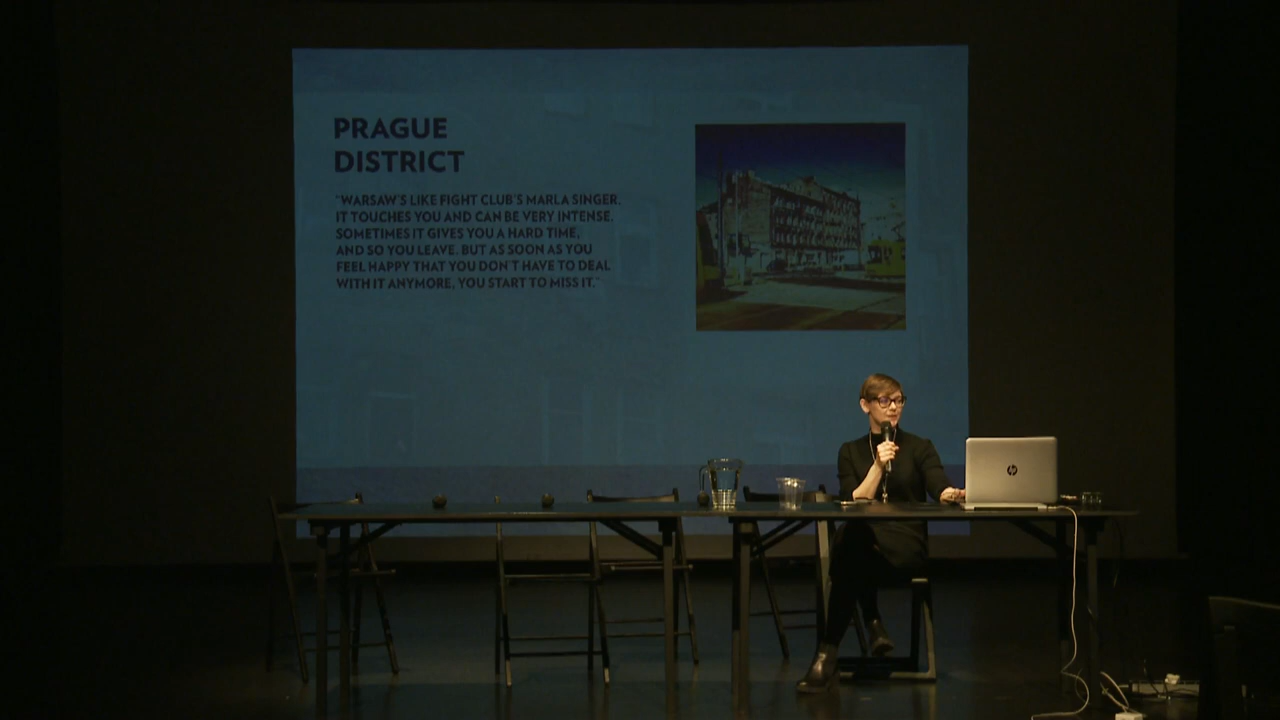 PRAGUE
DISTRICT
"WARSAW'S LIKE FIGHT CLUB'S MARLA SINGER.
IT TOUCHES YOU AND CAN BE VERY INTENSE.
SOMETIMES IT GIVES YOU A HARD TIME,
AND SO YOU LEAVE. BUT AS SOON AS YOU
FEEL HAPPY THAT YOU DON'T HAVE TO DEAL
WITH IT ANYMORE, YOU START TO MISS IT."
hp